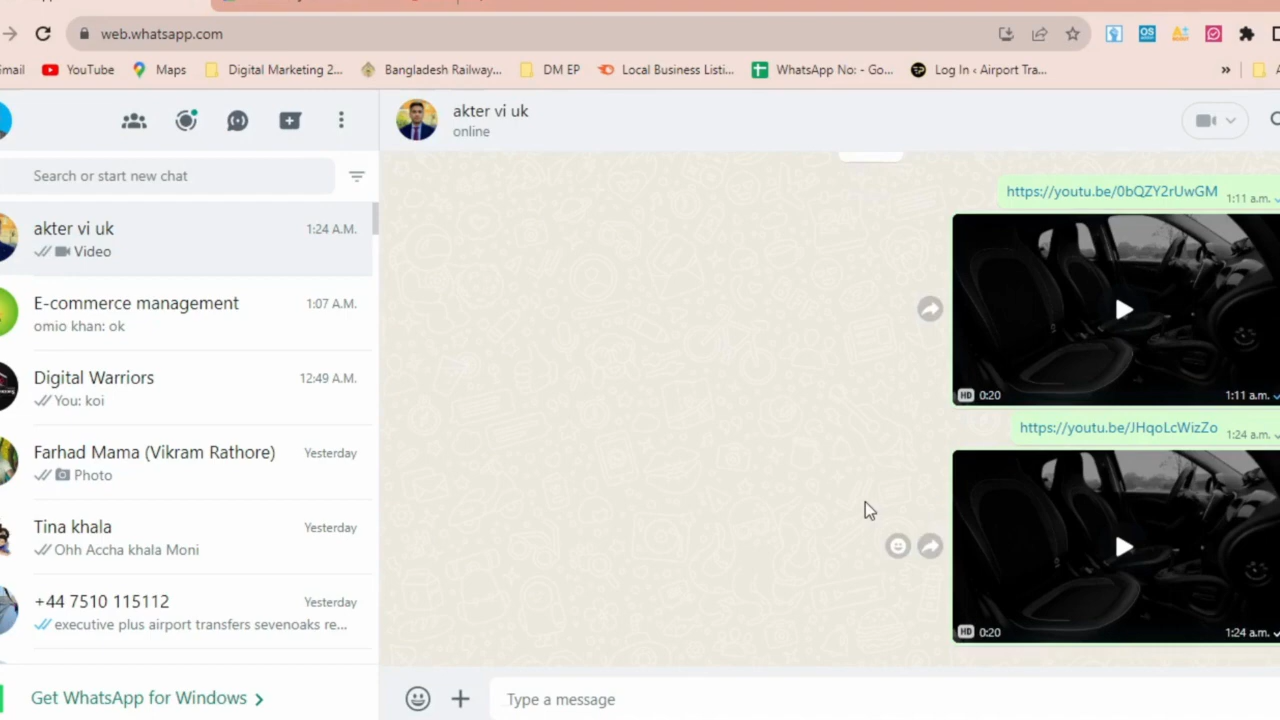 web.whatsapp.com
YouTube
Maps
Digital Marketing 2...
Bangladesh Railway...
DM EP
Local Business Listi...
WhatsApp No: - Go...
Log In ‹ Airport Tra...
»
akter vi uk
online
Search or start new chat
akter vi uk 1:24 A.M.
Video
E-commerce management 1:07 A.M.
omio khan: ok
Digital Warriors 12:49 A.M.
You: koi
Farhad Mama (Vikram Rathore) Yesterday
Photo
Tina khala Yesterday
Ohh Accha khala Moni
+44 7510 115112 Yesterday
executive plus airport transfers sevenoaks re...
Get WhatsApp for Windows
https://youtu.be/0bQZY2rUwGM 1:11 a.m.
HD 0:20 1:11 a.m.
https://youtu.be/JHqoLcWizZo 1:24 a.m.
HD 0:20 1:24 a.m.
Type a message